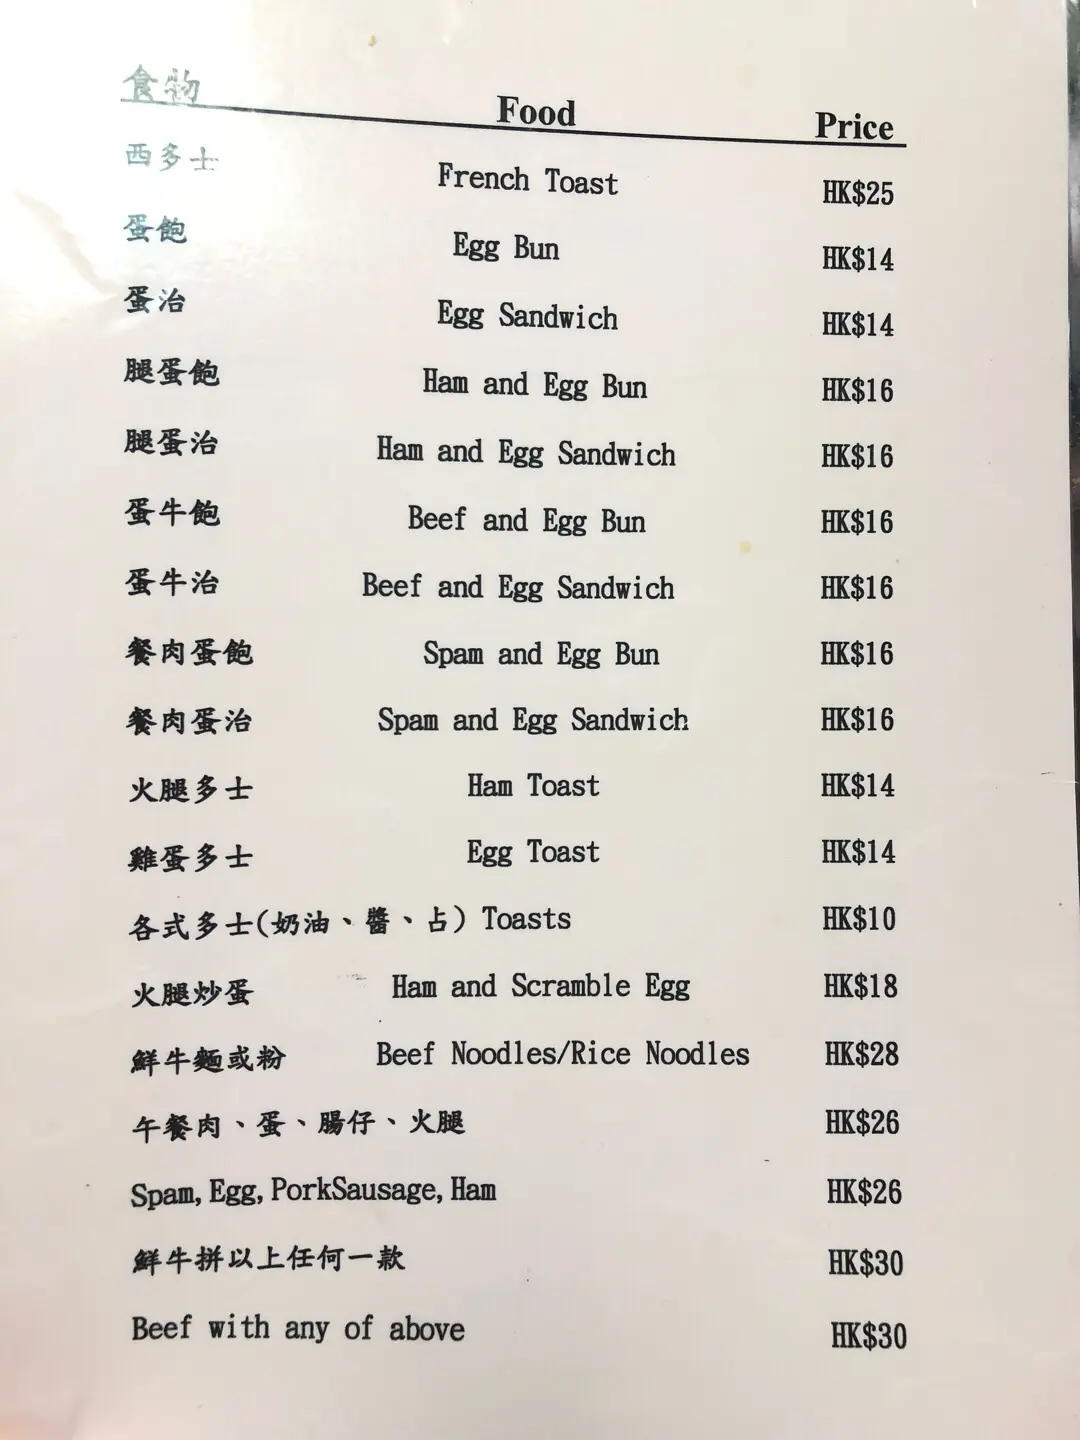 食物 Food Price
西多士 French Toast HK$25
蛋飽 Egg Bun HK$14
蛋治 Egg Sandwich HK$14
腿蛋飽 Ham and Egg Bun HK$16
腿蛋治 Ham and Egg Sandwich HK$16
蛋牛飽 Beef and Egg Bun HK$16
蛋牛治 Beef and Egg Sandwich HK$16
餐肉蛋飽 Spam and Egg Bun HK$16
餐肉蛋治 Spam and Egg Sandwich HK$16
火腿多士 Ham Toast HK$14
雞蛋多士 Egg Toast HK$14
各式多士(奶油、醬、占) Toasts HK$10
火腿炒蛋 Ham and Scramble Egg HK$18
鮮牛麵或粉 Beef Noodles/Rice Noodles HK$28
午餐肉、蛋、腸仔、火腿 HK$26
Spam, Egg, PorkSausage, Ham HK$26
鮮牛拼以上任何一款 HK$30
Beef with any of above HK$30